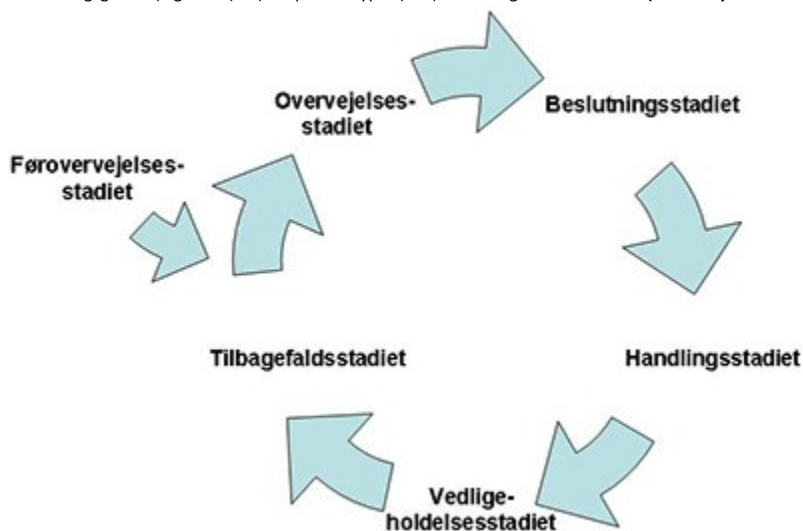 Overvejelses-
stadiet
Beslutningsstadiet
Førovervejelses-
stadiet
Tilbagefaldsstadiet
Handlingsstadiet
Vedlige-
holdelsesstadiet